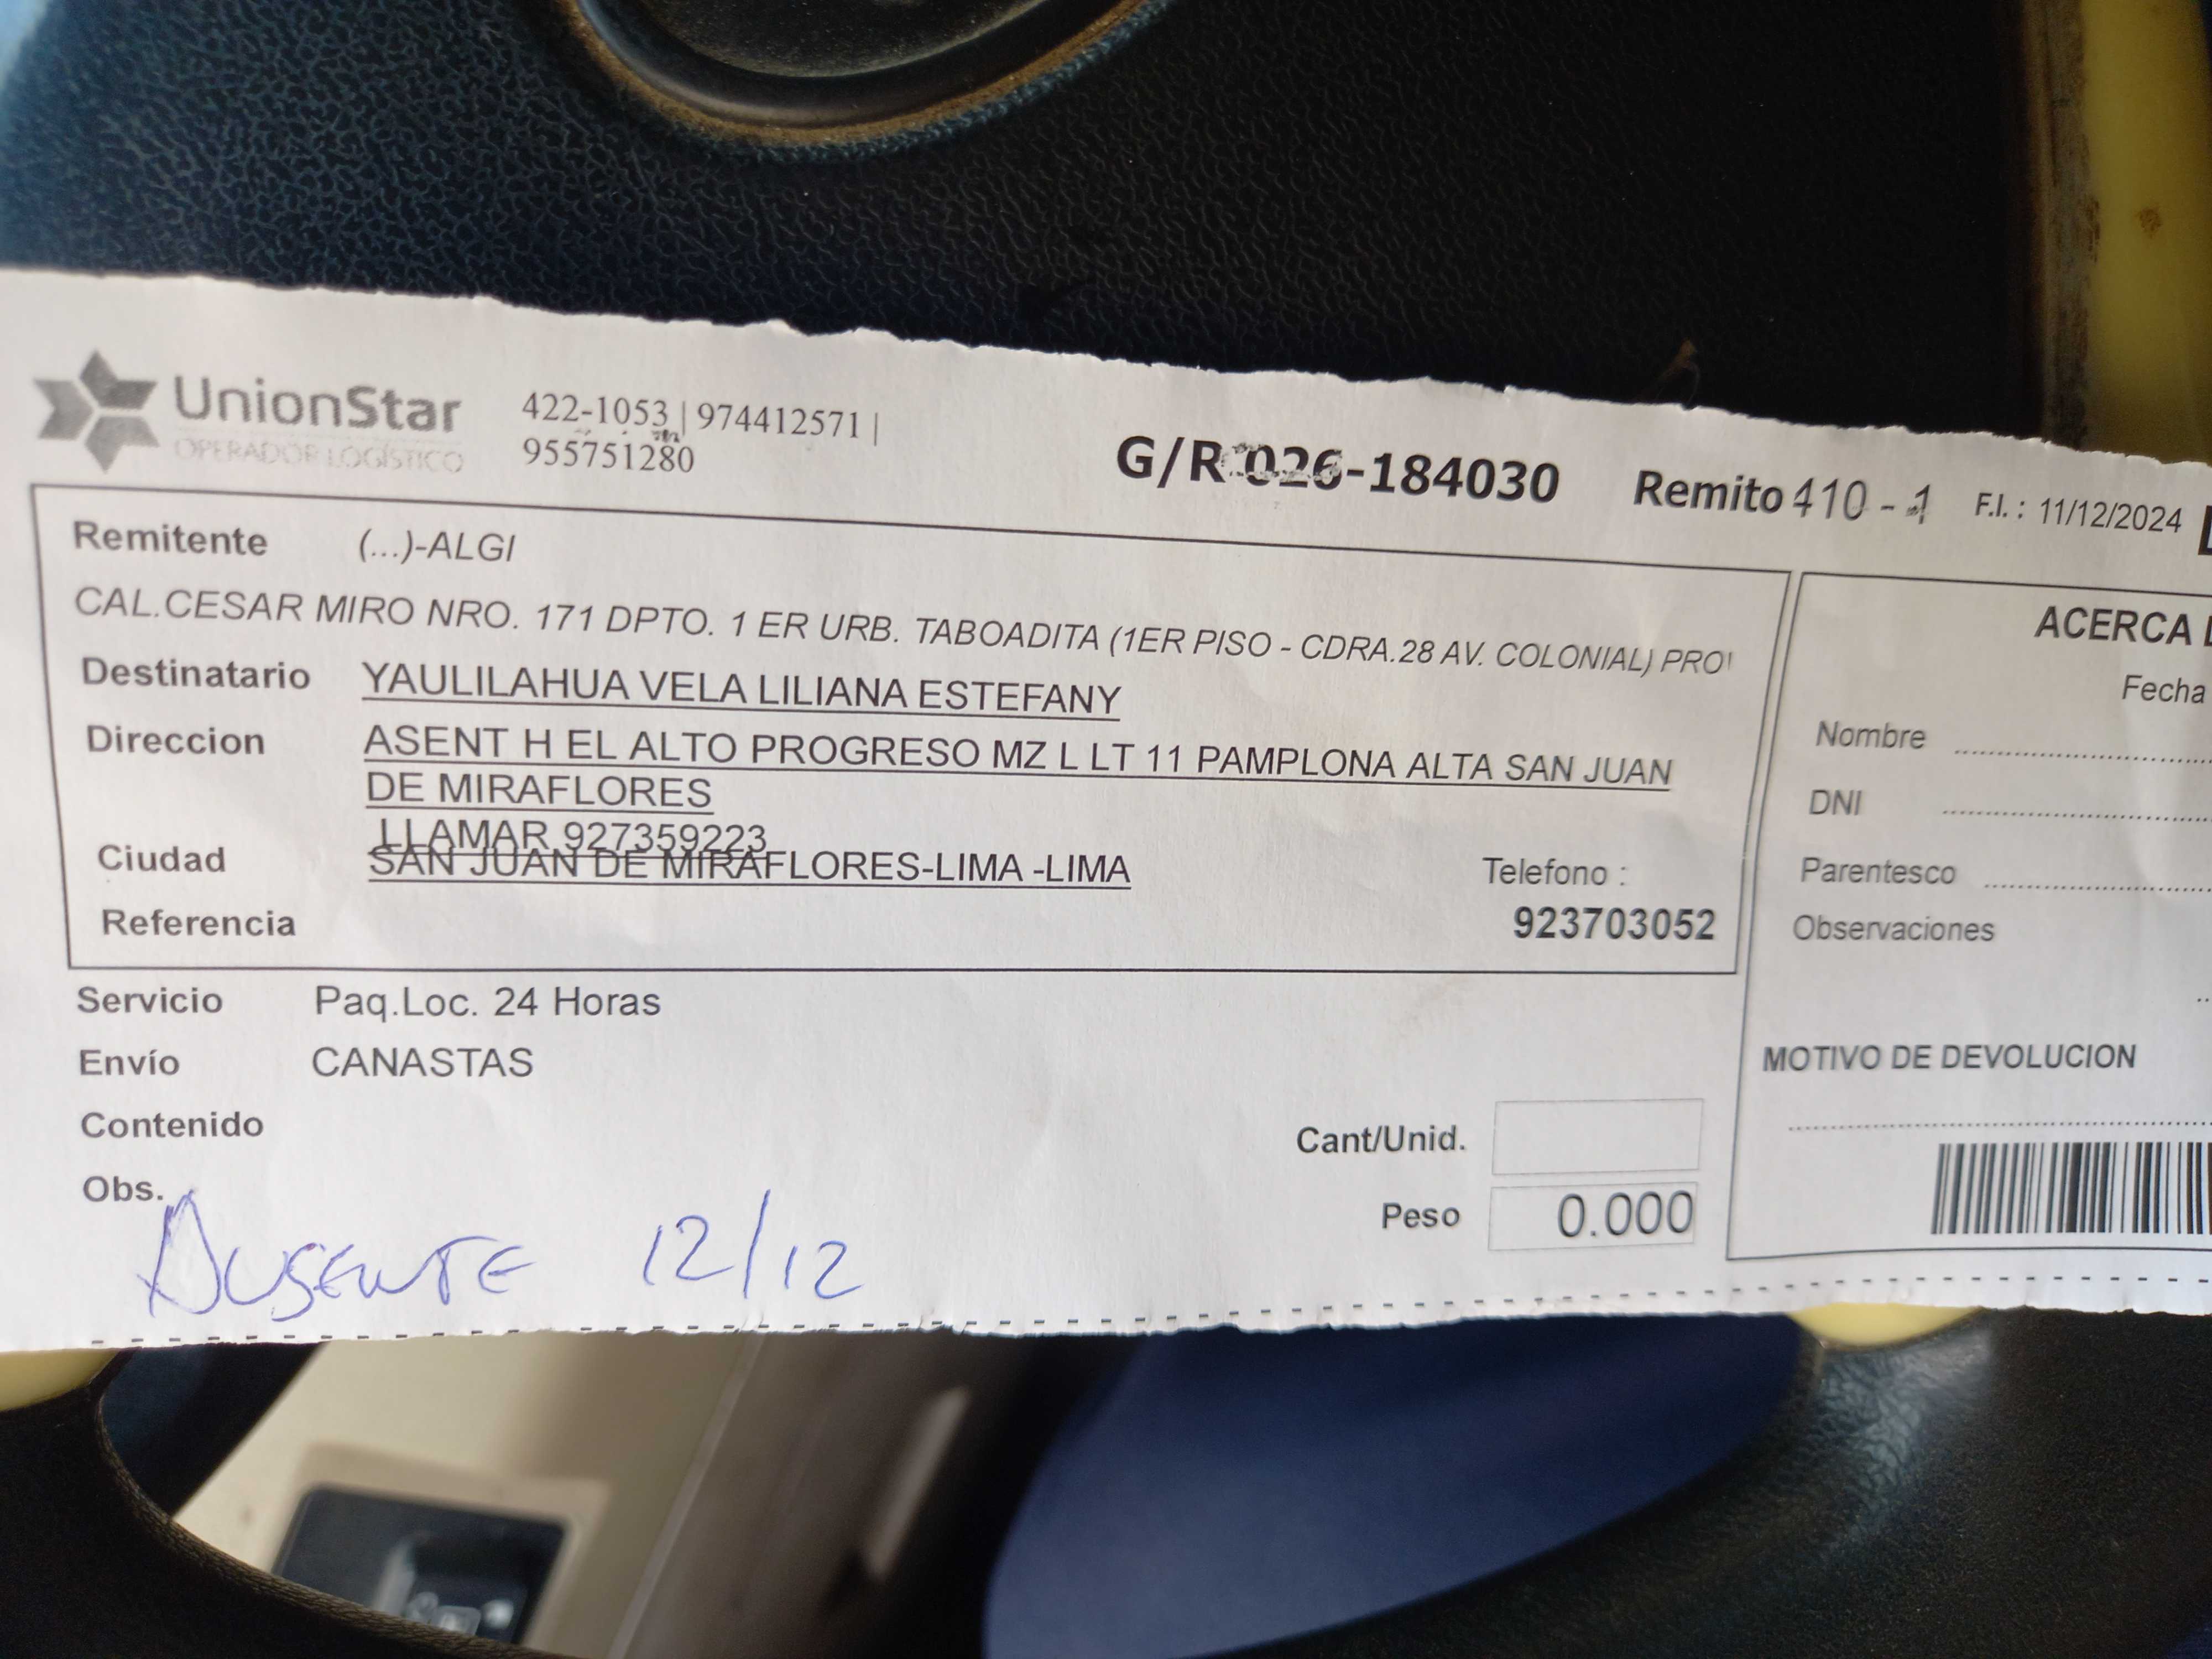 UnionStar
OPERADOR LOGÍSTICO
422-1053 | 974412571 |
955751280
G/R 026-184030 Remito 410 - 1 F.I. : 11/12/2024
Remitente (...)-ALGI
CAL.CESAR MIRO NRO. 171 DPTO. 1 ER URB. TABOADITA (1ER PISO - CDRA.28 AV. COLONIAL) PRO
Destinatario YAULILAHUA VELA LILIANA ESTEFANY
Direccion ASENT H EL ALTO PROGRESO MZ L LT 11 PAMPLONA ALTA SAN JUAN
DE MIRAFLORES
LLAMAR 927359223
Ciudad SAN JUAN DE MIRAFLORES-LIMA -LIMA
Telefono :
Referencia 923703052
Servicio Paq.Loc. 24 Horas
Envío CANASTAS
Contenido
Cant/Unid.
Obs.
Peso 0.000
AUSENTE 12/12
ACERCA
Fecha
Nombre
DNI
Parentesco
Observaciones
MOTIVO DE DEVOLUCION